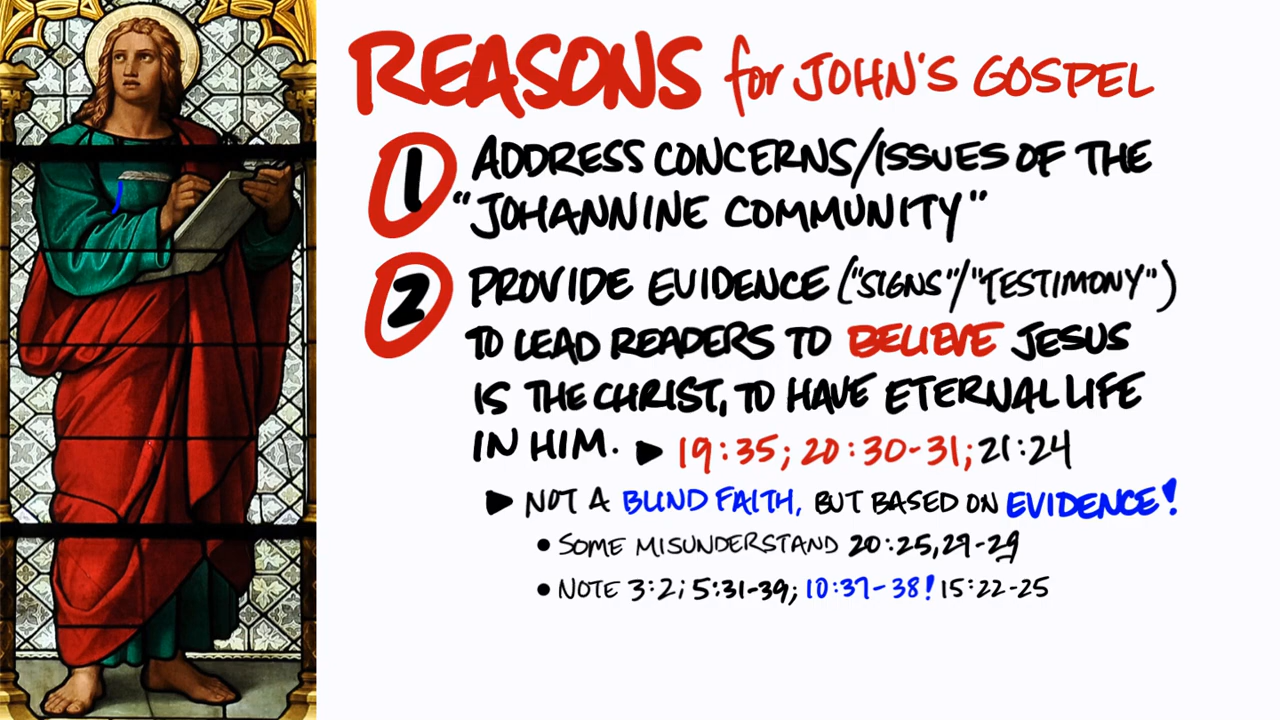 REASONS for JOHN'S GOSPEL
1 ADDRESS CONCERNS/ISSUES OF THE
"JOHANNINE COMMUNITY"
2 PROVIDE EVIDENCE ("SIGNS"/"TESTIMONY")
TO LEAD READERS TO BELIEVE JESUS
IS THE CHRIST, TO HAVE ETERNAL LIFE
IN HIM. ▶ 19:35; 20:30-31; 21:24
▶ NOT A BLIND FAITH, BUT BASED ON EVIDENCE!
• SOME MISUNDERSTAND 20:25,29-29
• NOTE 3:2; 5:31-39; 10:37-38! 15:22-25